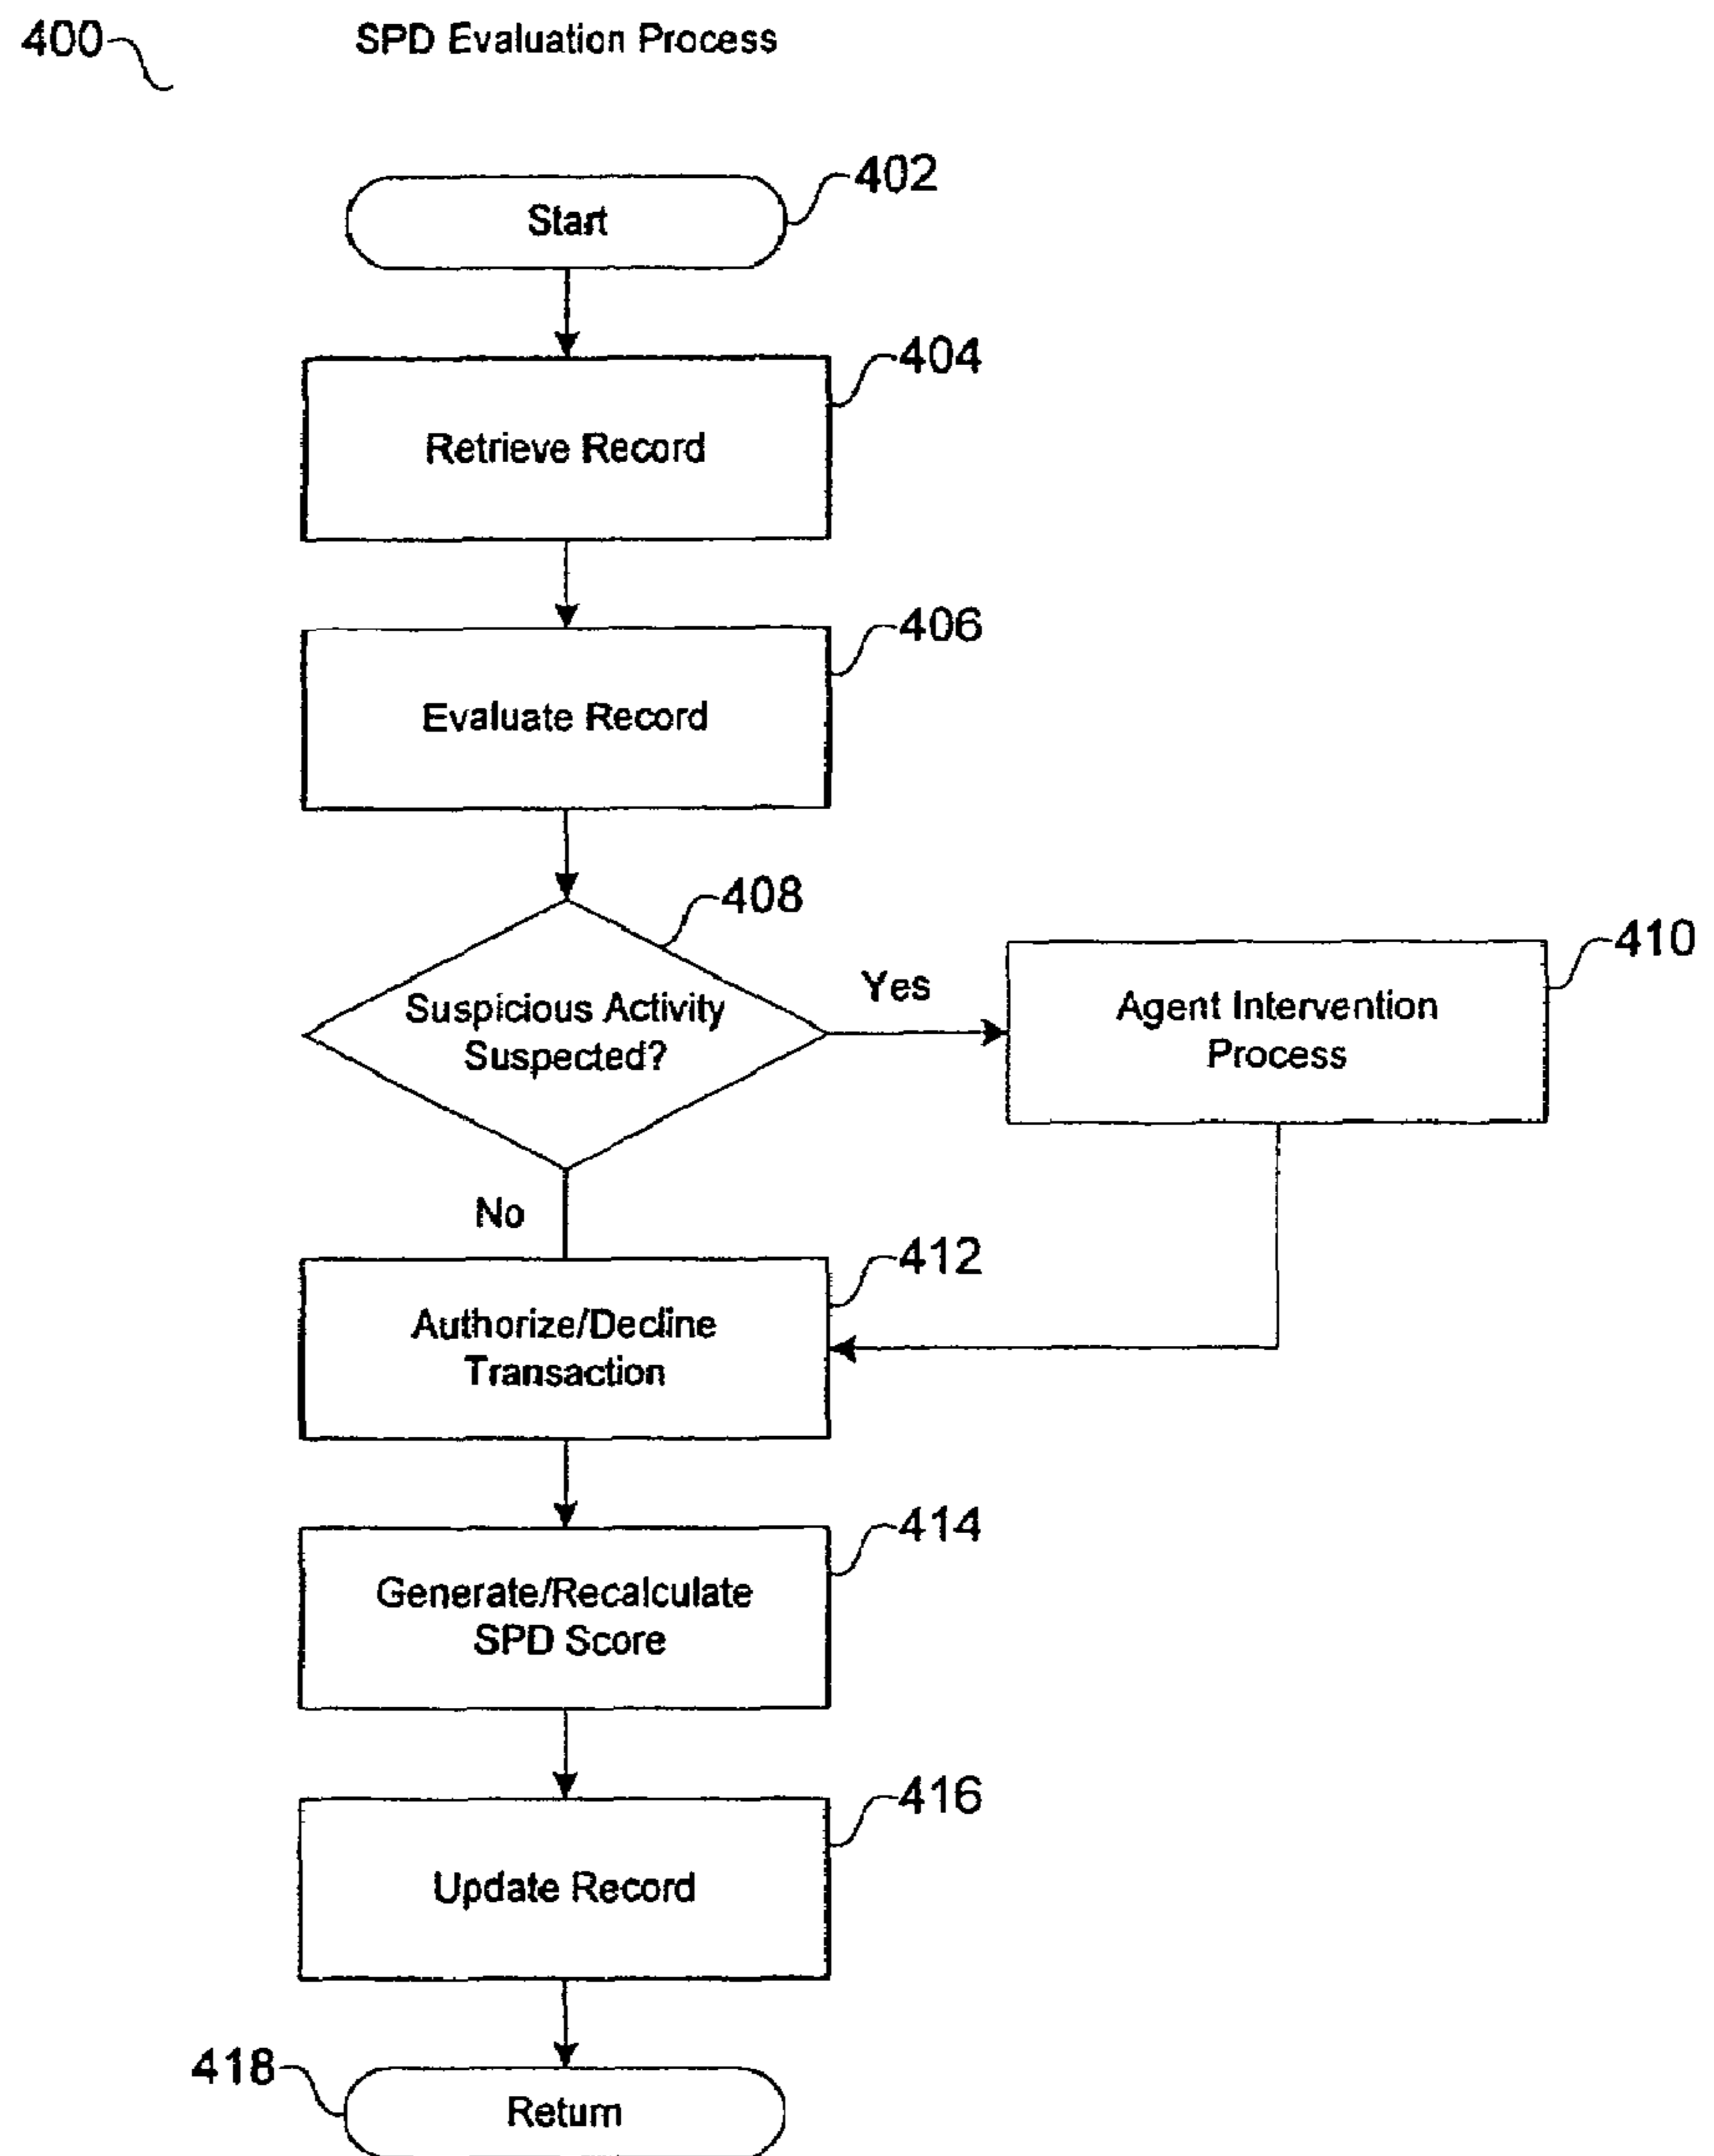 400
SPD Evaluation Process
402
Start
404
Retrieve Record
406
Evaluate Record
408
Suspicious Activity
Suspected?
Yes
410
Agent Intervention
Process
No
412
Authorize/Decline
Transaction
414
Generate/Recalculate
SPD Score
416
Update Record
418
Return